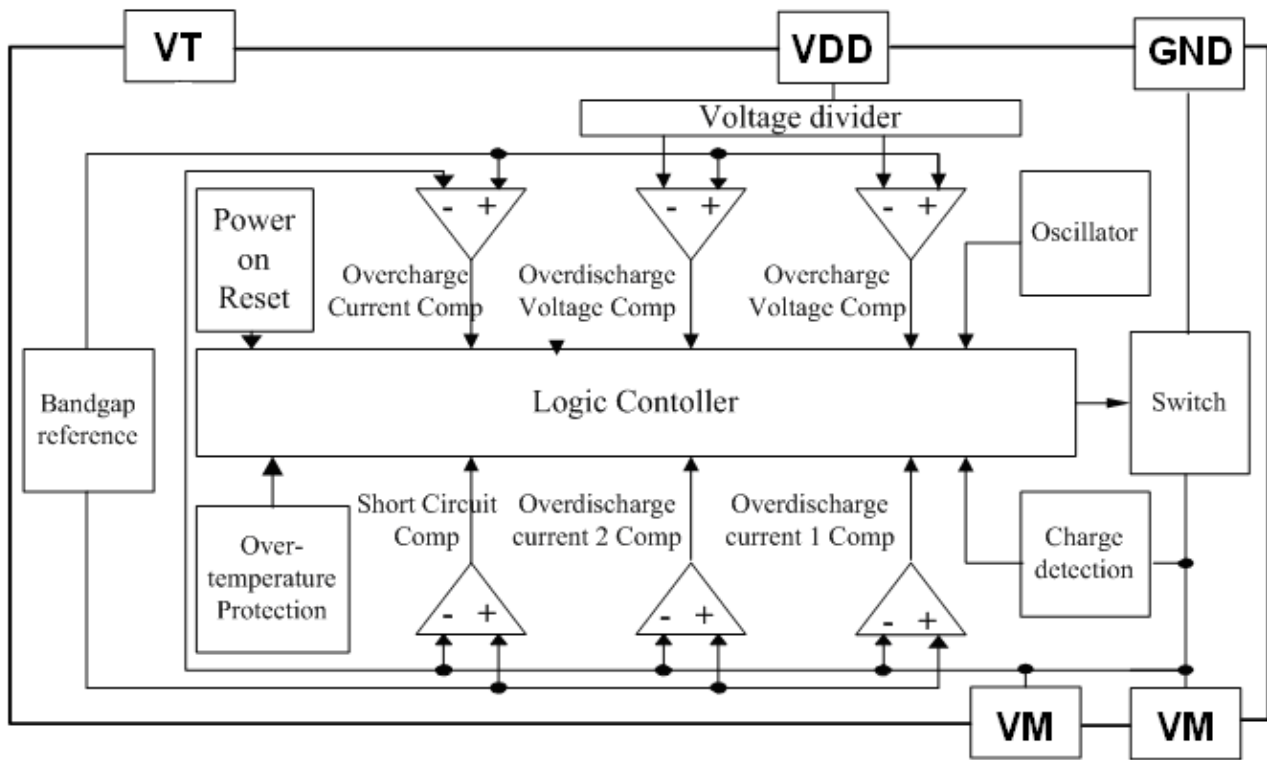 VT
VDD
GND
Voltage divider
- +
- +
- +
Power
on
Reset
Oscillator
Overcharge
Current Comp
Overdischarge
Voltage Comp
Overcharge
Voltage Comp
Bandgap
reference
Logic Contoller
Switch
Short Circuit
Comp
Overdischarge
current 2 Comp
Overdischarge
current 1 Comp
Over-
temperature
Protection
Charge
detection
- +
- +
- +
VM
VM